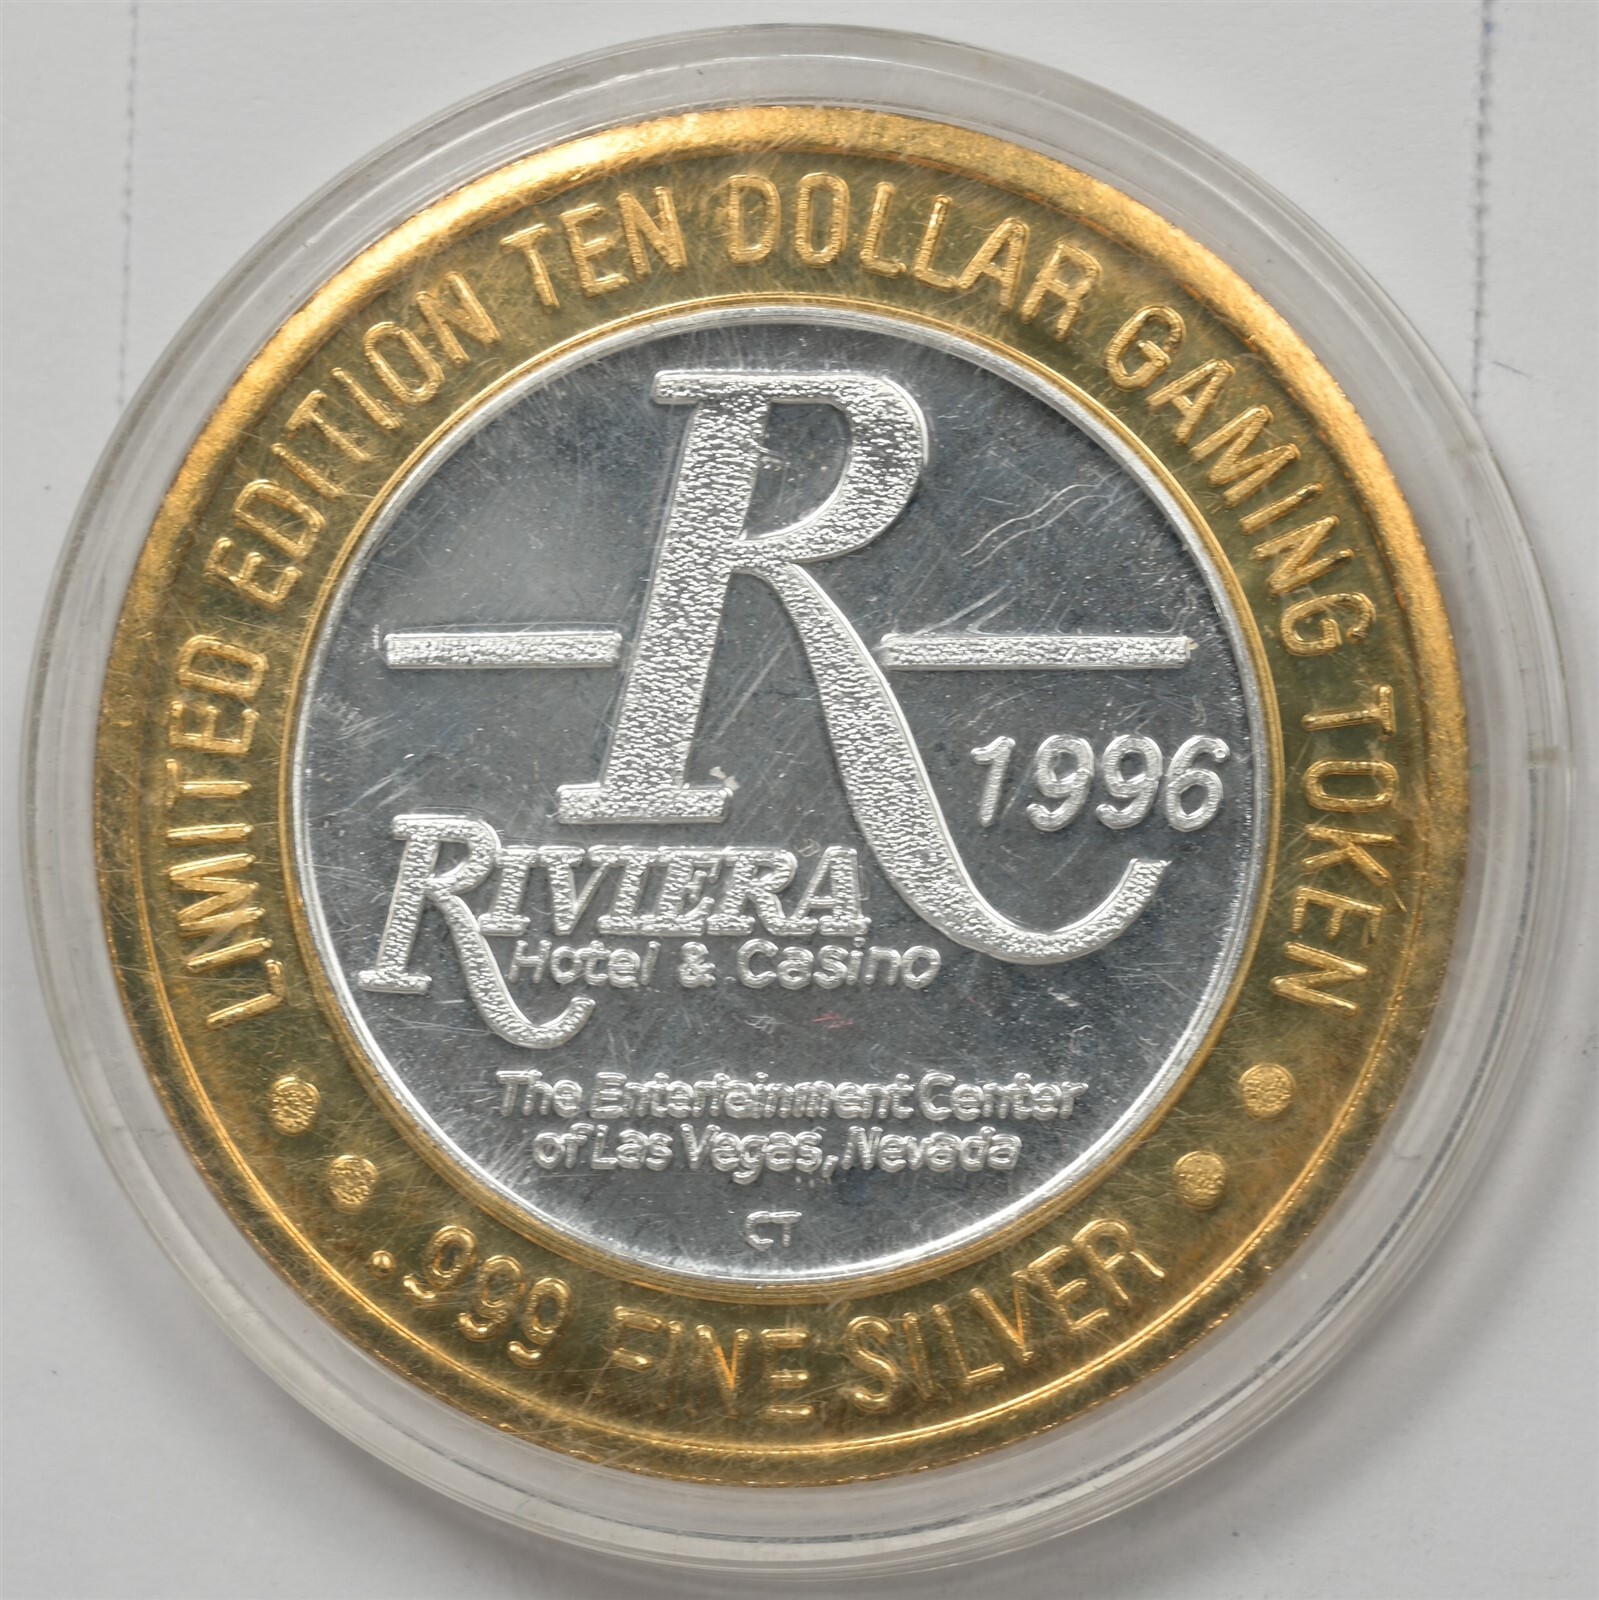 LIMITED EDITION TEN DOLLAR GAMING TOKEN
R
1996
RIVIERA
Hotel & Casino
The Entertainment Center
of Las Vegas, Nevada
CT
.999 FINE SILVER